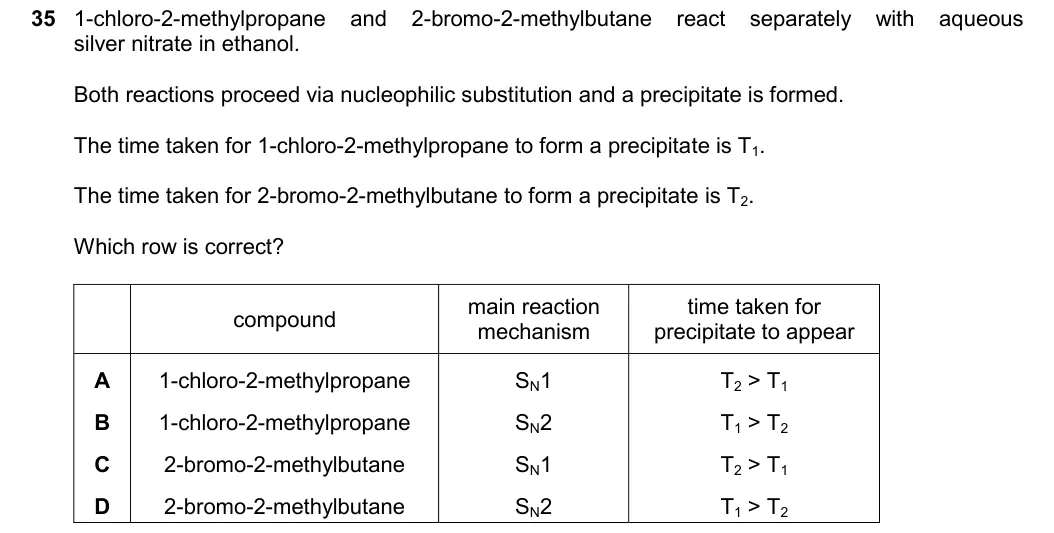 35 1-chloro-2-methylpropane and 2-bromo-2-methylbutane react separately with aqueous
silver nitrate in ethanol.
Both reactions proceed via nucleophilic substitution and a precipitate is formed.
The time taken for 1-chloro-2-methylpropane to form a precipitate is T₁.
The time taken for 2-bromo-2-methylbutane to form a precipitate is T₂.
Which row is correct?
compound main reaction mechanism time taken for precipitate to appear
A 1-chloro-2-methylpropane Sₙ1 T₂ > T₁
B 1-chloro-2-methylpropane Sₙ2 T₁ > T₂
C 2-bromo-2-methylbutane Sₙ1 T₂ > T₁
D 2-bromo-2-methylbutane Sₙ2 T₁ > T₂